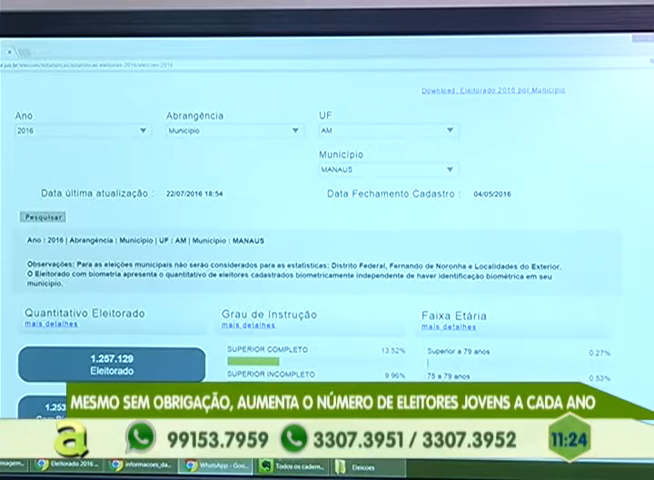 Download: Eleitorado 2016 por Município
Ano Abrangência UF
2016 Município AM
Município
MANAUS
Data última atualização : 22/07/2016 18:54 Data Fechamento Cadastro : 04/05/2016
Pesquisar
Ano : 2016 | Abrangência : Município | UF : AM | Município : MANAUS
Observações: Para as eleições municipais não serão considerados para as estatísticas: Distrito Federal, Fernando de Noronha e Localidades do Exterior.
O Eleitorado com biometria apresenta o quantitativo de eleitores cadastrados biometricamente independente de haver identificação biométrica em seu
município.
Quantitativo Eleitorado Grau de Instrução Faixa Etária
mais detalhes mais detalhes mais detalhes
1.257.129
Eleitorado
SUPERIOR COMPLETO 13.52% Superior a 79 anos 0.27%
SUPERIOR INCOMPLETO 9.96% 75 a 79 anos 0.53%
1.253
MESMO SEM OBRIGAÇÃO, AUMENTA O NÚMERO DE ELEITORES JOVENS A CADA ANO
a 99153.7959 3307.3951 / 3307.3952 11:24
Eleitorado 2016 ... informacoes_da... WhatsApp - Goo... Todos os cadern... Eleicoes